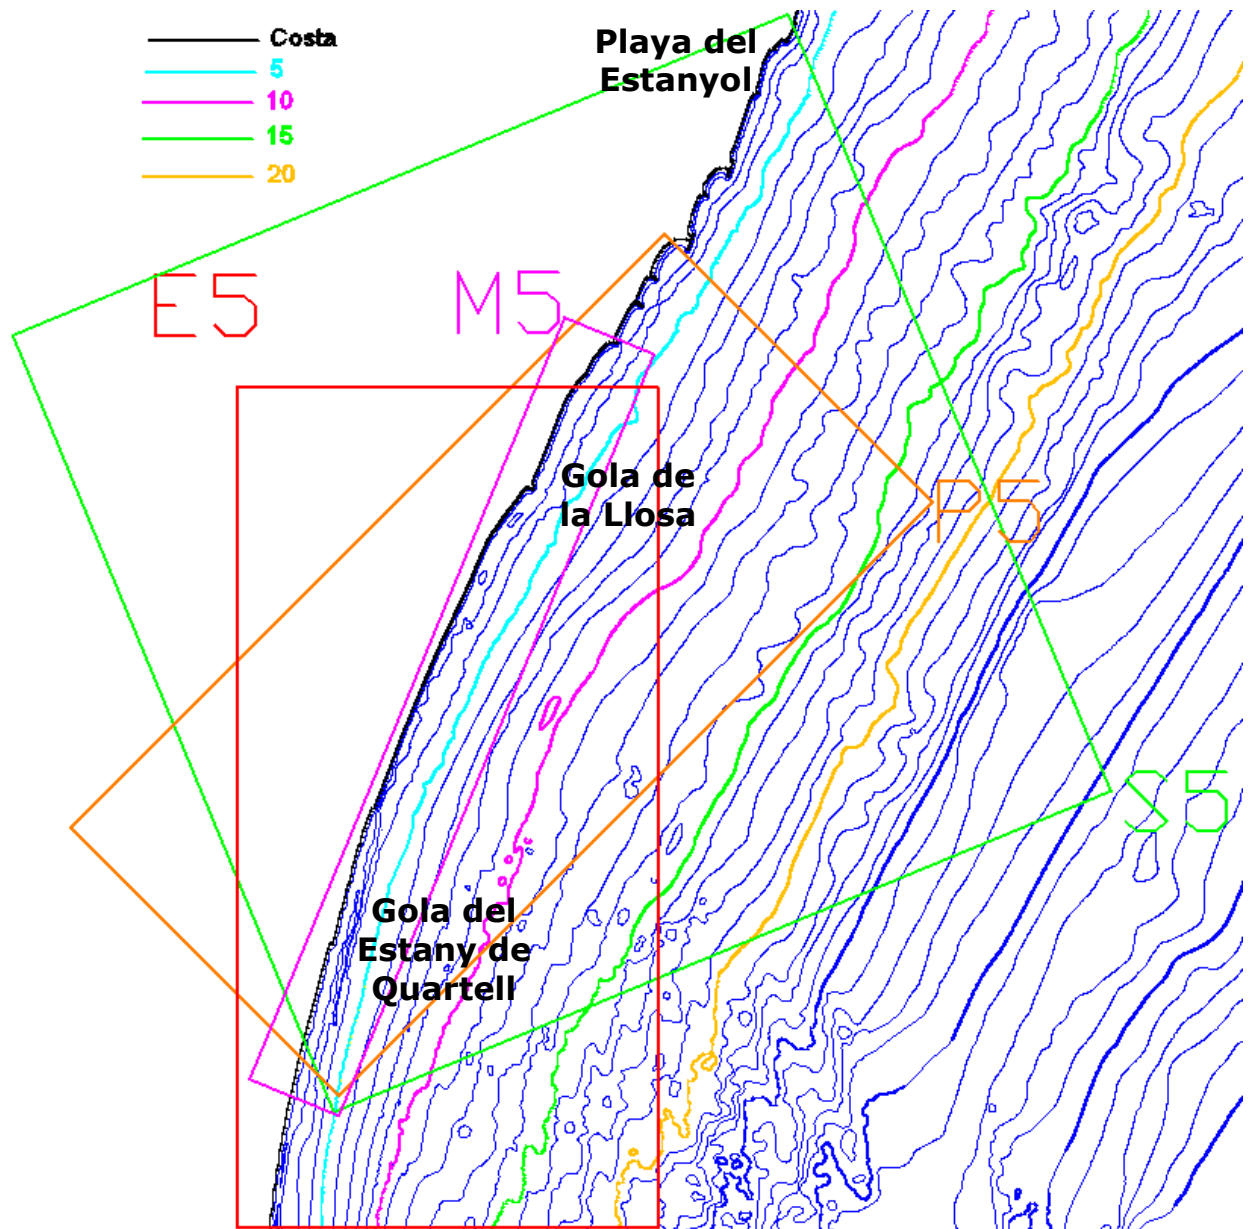 Costa
5
10
15
20
Playa del
Estanyol
E5
M5
Gola de
la Llosa
P5
S5
Gola del
Estany de
Quartell